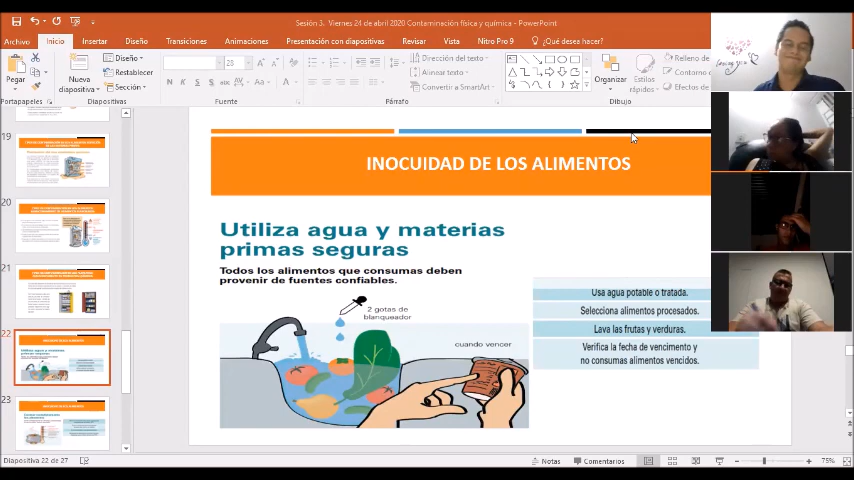 Sesión 3. Viernes 24 de abril 2020 Contaminación física y química - PowerPoint
Archivo Inicio Insertar Diseño Transiciones Animaciones Presentación con diapositivas Revisar Vista Nitro Pro 9 ¿Qué desea hacer?
Pegar
Nueva diapositiva
Diseño
Restablecer
Sección
28
N K S
Aa
A
Dirección del texto
Alinear texto
Convertir a SmartArt
Organizar
Estilos rápidos
Relleno de
Contorno
Efectos
Portapapeles Diapositivas Fuente Párrafo Dibujo
19
20
21
22
23
INOCUIDAD DE LOS ALIMENTOS
Utiliza agua y materias
primas seguras
Todos los alimentos que consumas deben
provenir de fuentes confiables.
2 gotas de
blanqueador
cuando vencer
Usa agua potable o tratada.
Selecciona alimentos procesados.
Lava las frutas y verduras.
Verifica la fecha de vencimiento y
no consumas alimentos vencidos.
Diapositiva 22 de 27
Notas
Comentarios
75%